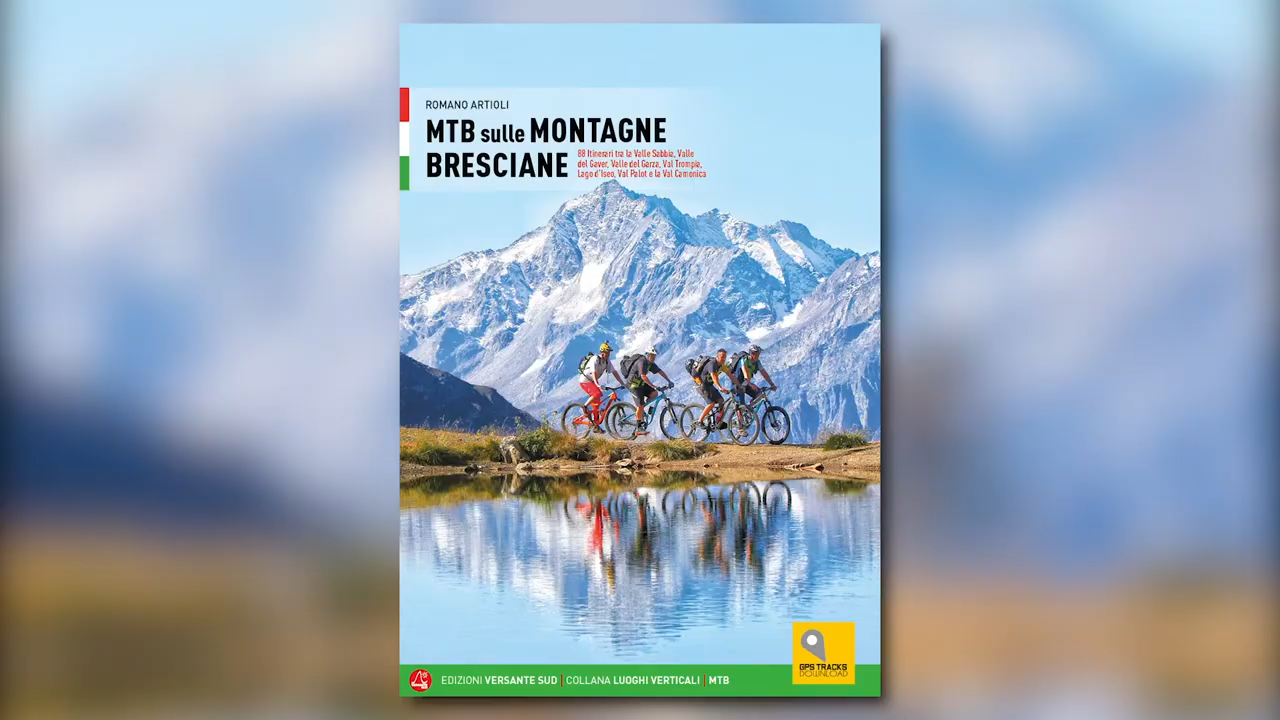 ROMANO ARTIOLI
MTB sulle MONTAGNE
BRESCIANE
88 Itinerari tra la Valle Sabbia, Valle
del Gaver, Valle del Garza, Val Trompia,
Lago d'Iseo, Val Palot e la Val Camonica
GPS TRACKS
DOWNLOAD
EDIZIONI VERSANTE SUD | COLLANA LUOGHI VERTICALI | MTB